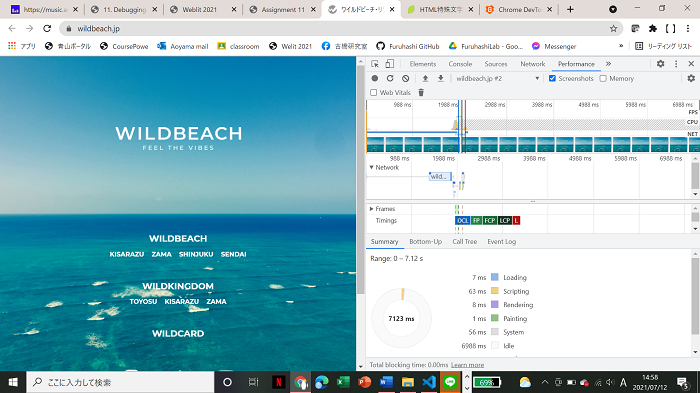 https://music.a
11. Debugging
Weblit 2021
Assignment 11
ワイルドビーチ・リ
HTML特殊文字
Chrome DevTo
wildbeach.jp
アプリ
青山ポータル
CoursePowe
Aoyama mail
classroom
Welit 2021
古橋研究室
Furuhashi GitHub
FuruhashiLab - Goo...
Messenger
»
リーディング リスト
WILDBEACH
FEEL THE VIBES
WILDBEACH
KISARAZU ZAMA SHINJUKU SENDAI
WILDKINGDOM
TOYOSU KISARAZU ZAMA
WILDCARD
Elements Console Sources Network Performance »
wildbeach.jp #2
Screenshots
Memory
Web Vitals
988 ms 1988 ms 2988 ms 3988 ms 4988 ms 5988 ms 6988 ms
FPS
CPU
NET
988 ms 1988 ms 2988 ms 3988 ms 4988 ms 5988 ms 6988 ms
Network
wild...
Frames
Timings
DCL FP FCP LCP L
Summary Bottom-Up Call Tree Event Log
Range: 0 – 7.12 s
7123 ms
7 ms Loading
63 ms Scripting
8 ms Rendering
1 ms Painting
56 ms System
6988 ms Idle
Total blocking time: 0.00ms Learn more
ここに入力して検索
69%
A
14:58
2021/07/12